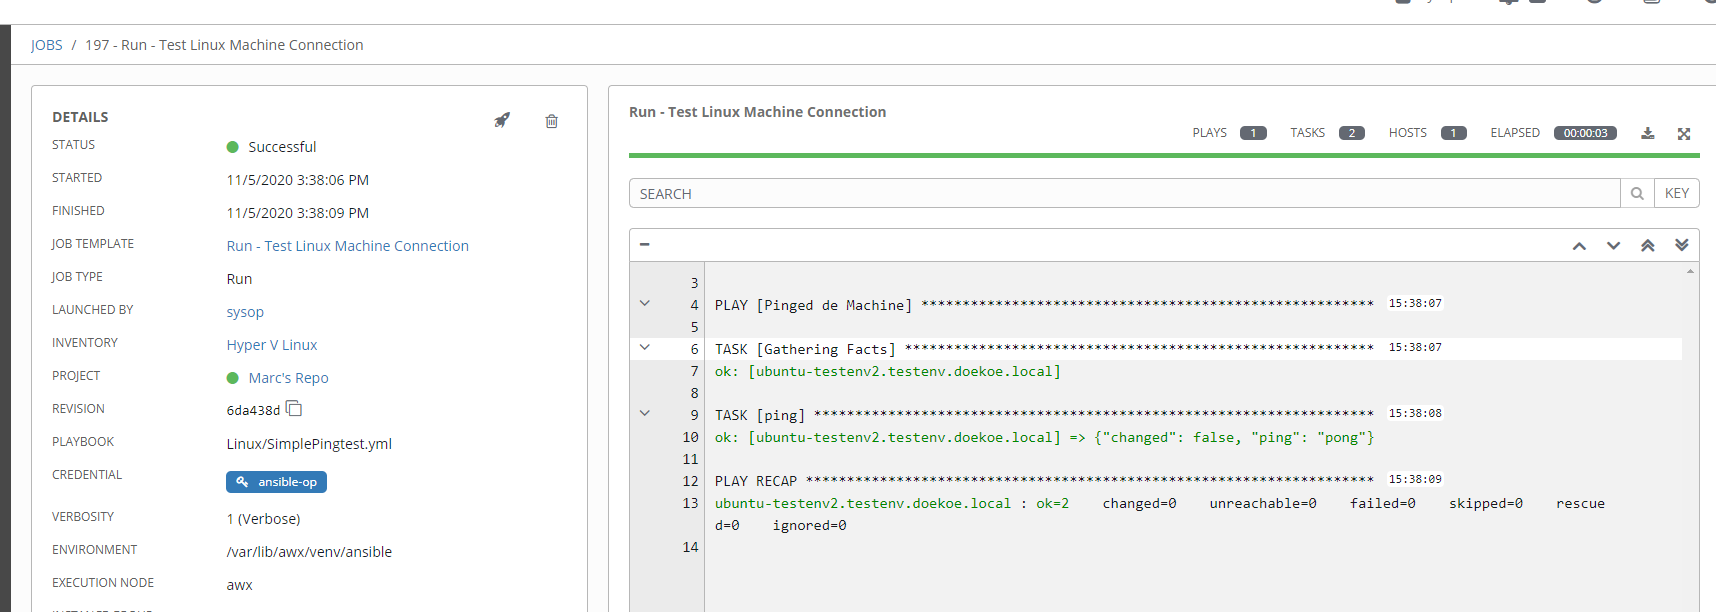 JOBS / 197 - Run - Test Linux Machine Connection
DETAILS
STATUS Successful
STARTED 11/5/2020 3:38:06 PM
FINISHED 11/5/2020 3:38:09 PM
JOB TEMPLATE Run - Test Linux Machine Connection
JOB TYPE Run
LAUNCHED BY sysop
INVENTORY Hyper V Linux
PROJECT Marc's Repo
REVISION 6da438d
PLAYBOOK Linux/SimplePingtest.yml
CREDENTIAL ansible-op
VERBOSITY 1 (Verbose)
ENVIRONMENT /var/lib/awx/venv/ansible
EXECUTION NODE awx
Run - Test Linux Machine Connection
PLAYS 1 TASKS 2 HOSTS 1 ELAPSED 00:00:03
SEARCH KEY
3
4 PLAY [Pinged de Machine] ******************************************************* 15:38:07
5
6 TASK [Gathering Facts] ********************************************************* 15:38:07
7 ok: [ubuntu-testenv2.testenv.doekoe.local]
8
9 TASK [ping] ******************************************************************** 15:38:08
10 ok: [ubuntu-testenv2.testenv.doekoe.local] => {"changed": false, "ping": "pong"}
11
12 PLAY RECAP ********************************************************************* 15:38:09
13 ubuntu-testenv2.testenv.doekoe.local : ok=2 changed=0 unreachable=0 failed=0 skipped=0 rescue
d=0 ignored=0
14